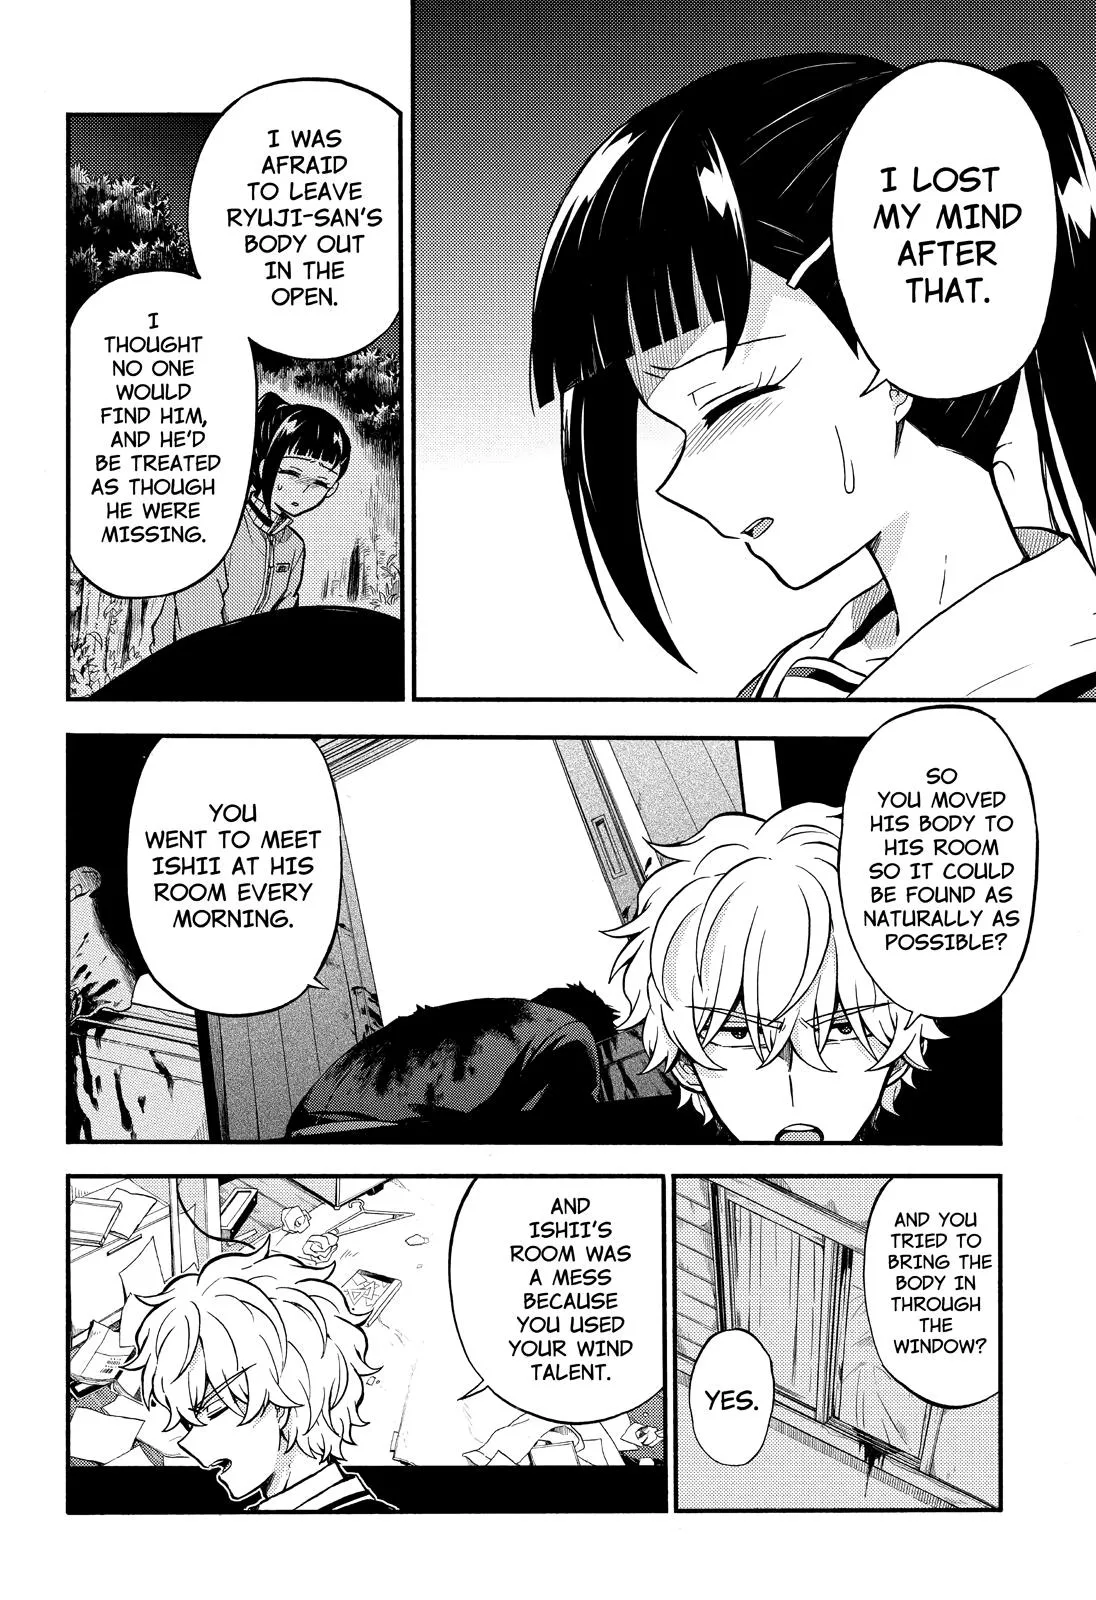 I LOST
MY MIND
AFTER
THAT.
I WAS
AFRAID
TO LEAVE
RYUJI-SAN'S
BODY OUT
IN THE
OPEN.
I
THOUGHT
NO ONE
WOULD
FIND HIM,
AND HE'D
BE TREATED
AS THOUGH
HE WERE
MISSING.
SO
YOU MOVED
HIS BODY TO
HIS ROOM
SO IT COULD
BE FOUND AS
NATURALLY AS
POSSIBLE?
YOU
WENT TO MEET
ISHII AT HIS
ROOM EVERY
MORNING.
AND YOU
TRIED TO
BRING THE
BODY IN
THROUGH
THE
WINDOW?
YES.
AND
ISHII'S
ROOM WAS
A MESS
BECAUSE
YOU USED
YOUR WIND
TALENT.